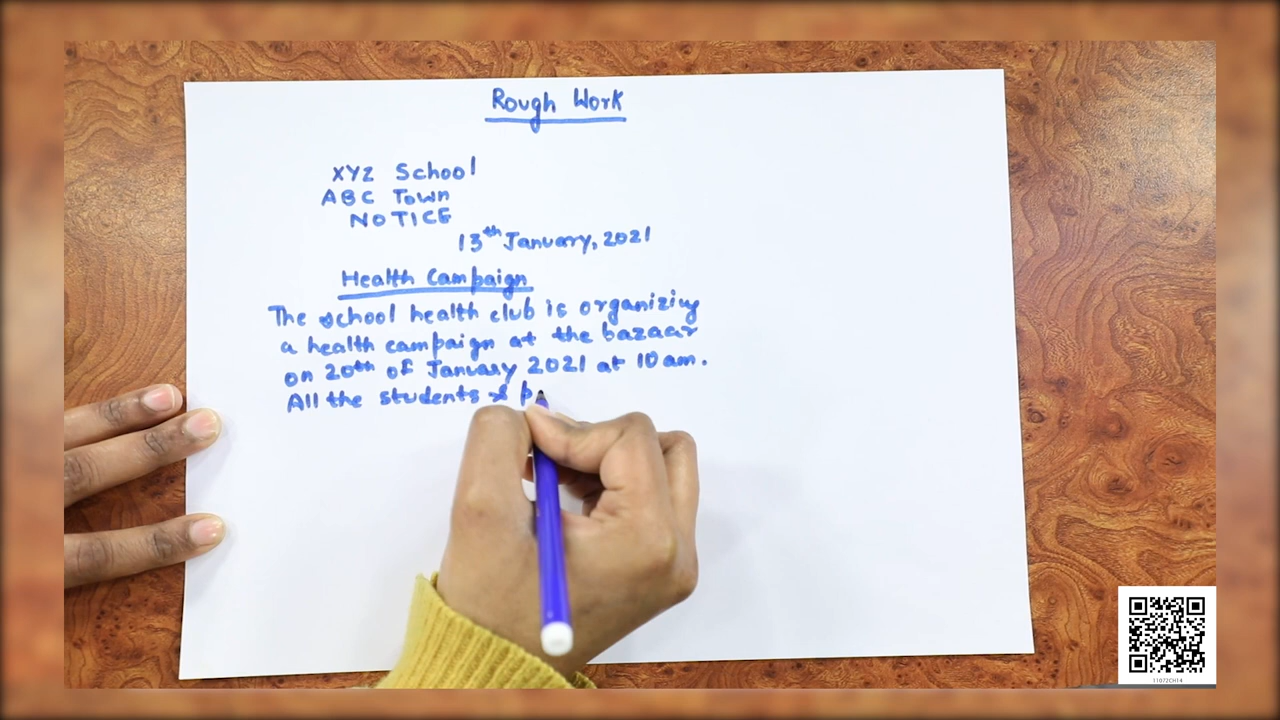 Rough Work
XYZ School
ABC Town
NOTICE
13th January, 2021
Health Campaign
The school health club is organizing
a health campaign at the bazaar
on 20th of January 2021 at 10 am.
All the students & p
11072CH14